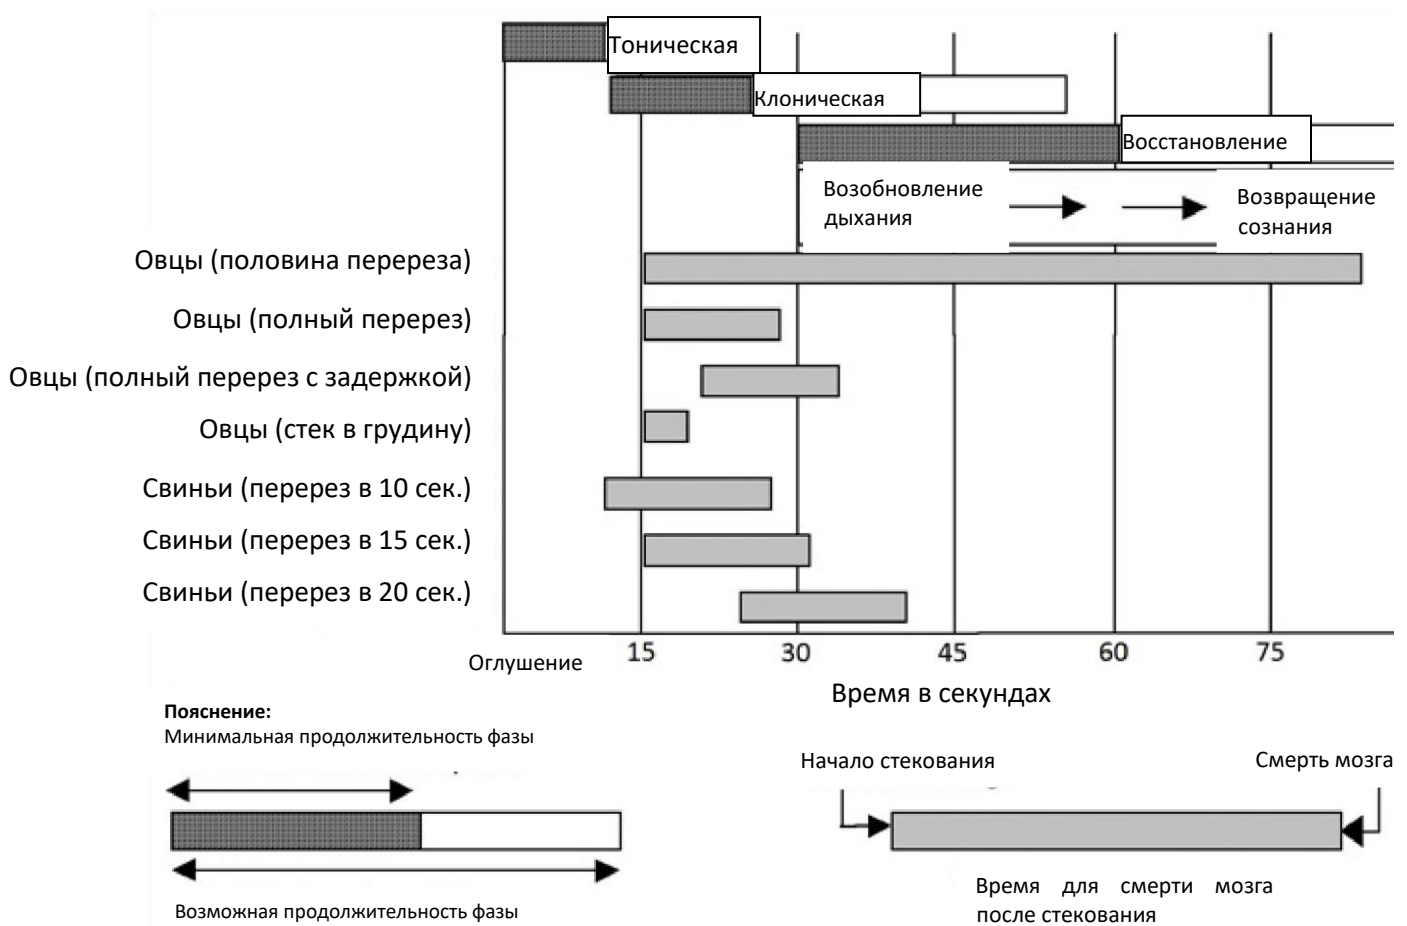 Тоническая
Клоническая
Восстановление
Возобновление
дыхания
Возвращение
сознания
Овцы (половина перереза)
Овцы (полный перерез)
Овцы (полный перерез с задержкой)
Овцы (стек в грудину)
Свиньи (перерез в 10 сек.)
Свиньи (перерез в 15 сек.)
Свиньи (перерез в 20 сек.)
Оглушение 15 30 45 60 75
Время в секундах
Пояснение:
Минимальная продолжительность фазы
Возможная продолжительность фазы
Начало стекования
Смерть мозга
Время для смерти мозга
после стекования